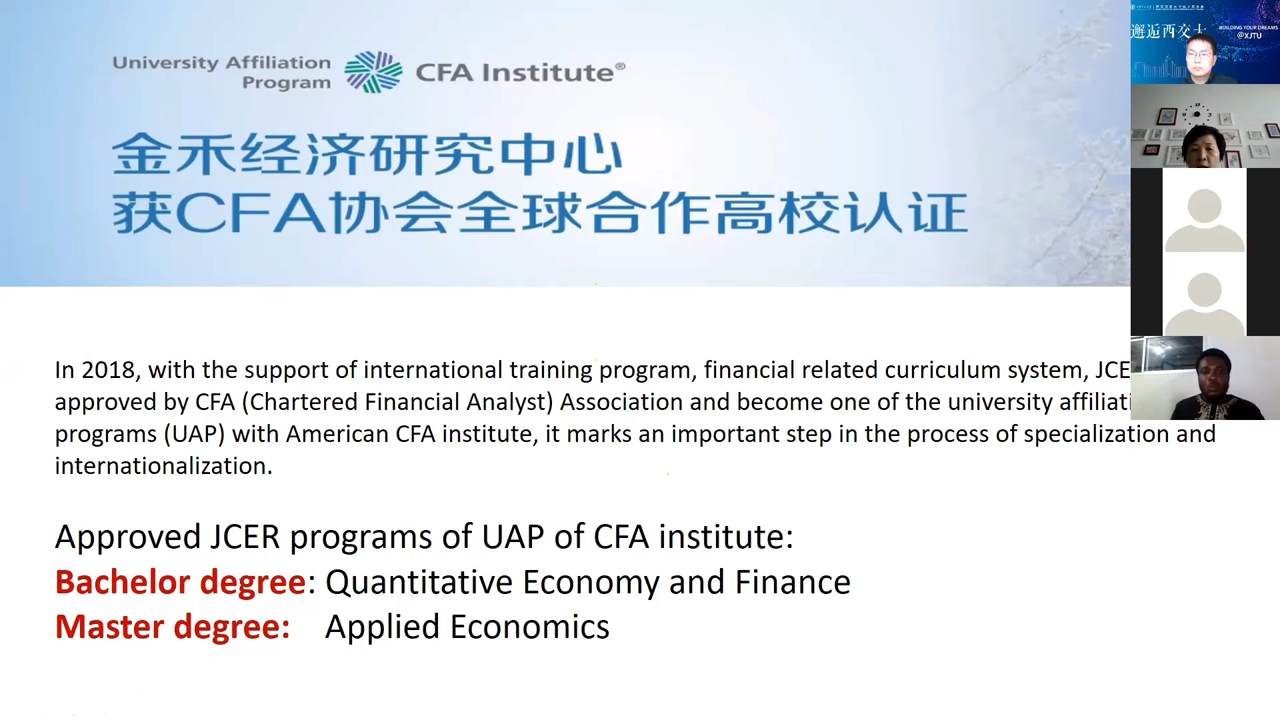 University Affiliation
Program
CFA Institute®
金禾经济研究中心
获CFA协会全球合作高校认证
邂逅西交大
BUILDING YOUR DREAMS
@XJTU
In 2018, with the support of international training program, financial related curriculum system, JCE
approved by CFA (Chartered Financial Analyst) Association and become one of the university affiliati
programs (UAP) with American CFA institute, it marks an important step in the process of specialization and
internationalization.
Approved JCER programs of UAP of CFA institute:
Bachelor degree: Quantitative Economy and Finance
Master degree: Applied Economics